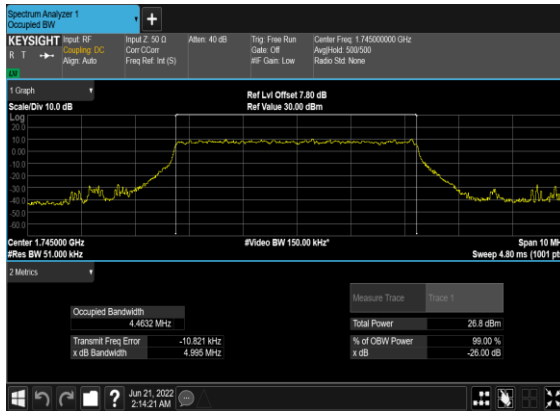 Spectrum Analyzer 1
Occupied BW
KEYSIGHT Input: RF Input Z: 50 Ω Atten: 40 dB Trig: Free Run Center Freq: 1.745000000 GHz
R T Coupling: DC Corr CCorr Gate: Off Avg|Hold: 500/500
Align: Auto Freq Ref: Int (S) #IF Gain: Low Radio Std: None
1 Graph
Scale/Div 10.0 dB Ref Lvl Offset 7.80 dB
Ref Value 30.00 dBm
Log
20.0
10.0
0.00
-10.0
-20.0
-30.0
-40.0
-50.0
-60.0
Center 1.745000 GHz #Video BW 150.00 kHz* Span 10 MH
#Res BW 51.000 kHz Sweep 4.80 ms (1001 pt
2 Metrics
Measure Trace Trace 1
Occupied Bandwidth
4.4632 MHz Total Power 26.8 dBm
Transmit Freq Error -10.821 kHz % of OBW Power 99.00 %
x dB Bandwidth 4.995 MHz x dB -26.00 dB
Jun 21, 2022
2:14:21 AM